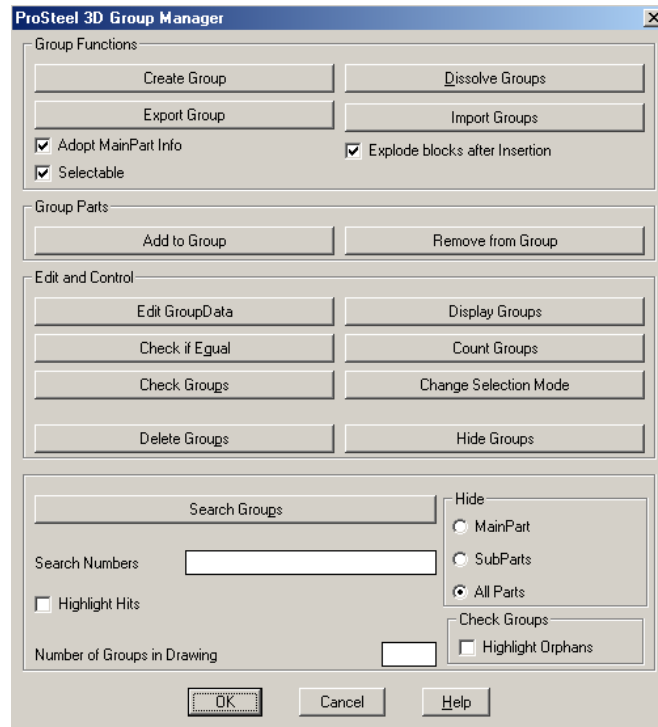 ProSteel 3D Group Manager
Group Functions
Create Group
Dissolve Groups
Export Group
Import Groups
Adopt MainPart Info
Explode blocks after Insertion
Selectable
Group Parts
Add to Group
Remove from Group
Edit and Control
Edit GroupData
Display Groups
Check if Equal
Count Groups
Check Groups
Change Selection Mode
Delete Groups
Hide Groups
Search Groups
Hide
MainPart
Search Numbers
SubParts
All Parts
Highlight Hits
Check Groups
Highlight Orphans
Number of Groups in Drawing
OK
Cancel
Help